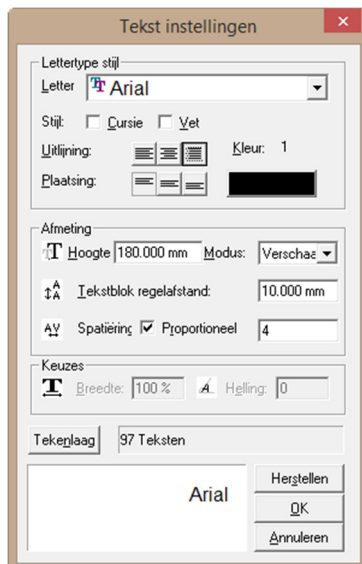 Tekst instellingen
Lettertype stijl
Letter Arial
Stijl: Cursie Vet
Uitlijning: Kleur: 1
Plaatsing:
Afmeting
Hoogte 180.000 mm Modus: Verschaa
Tekstblok regelafstand: 10.000 mm
Spatiëring Proportioneel 4
Keuzes
Breedte: 100 % Helling: 0
Tekenlaag 97 Teksten
Arial
Herstellen
OK
Annuleren